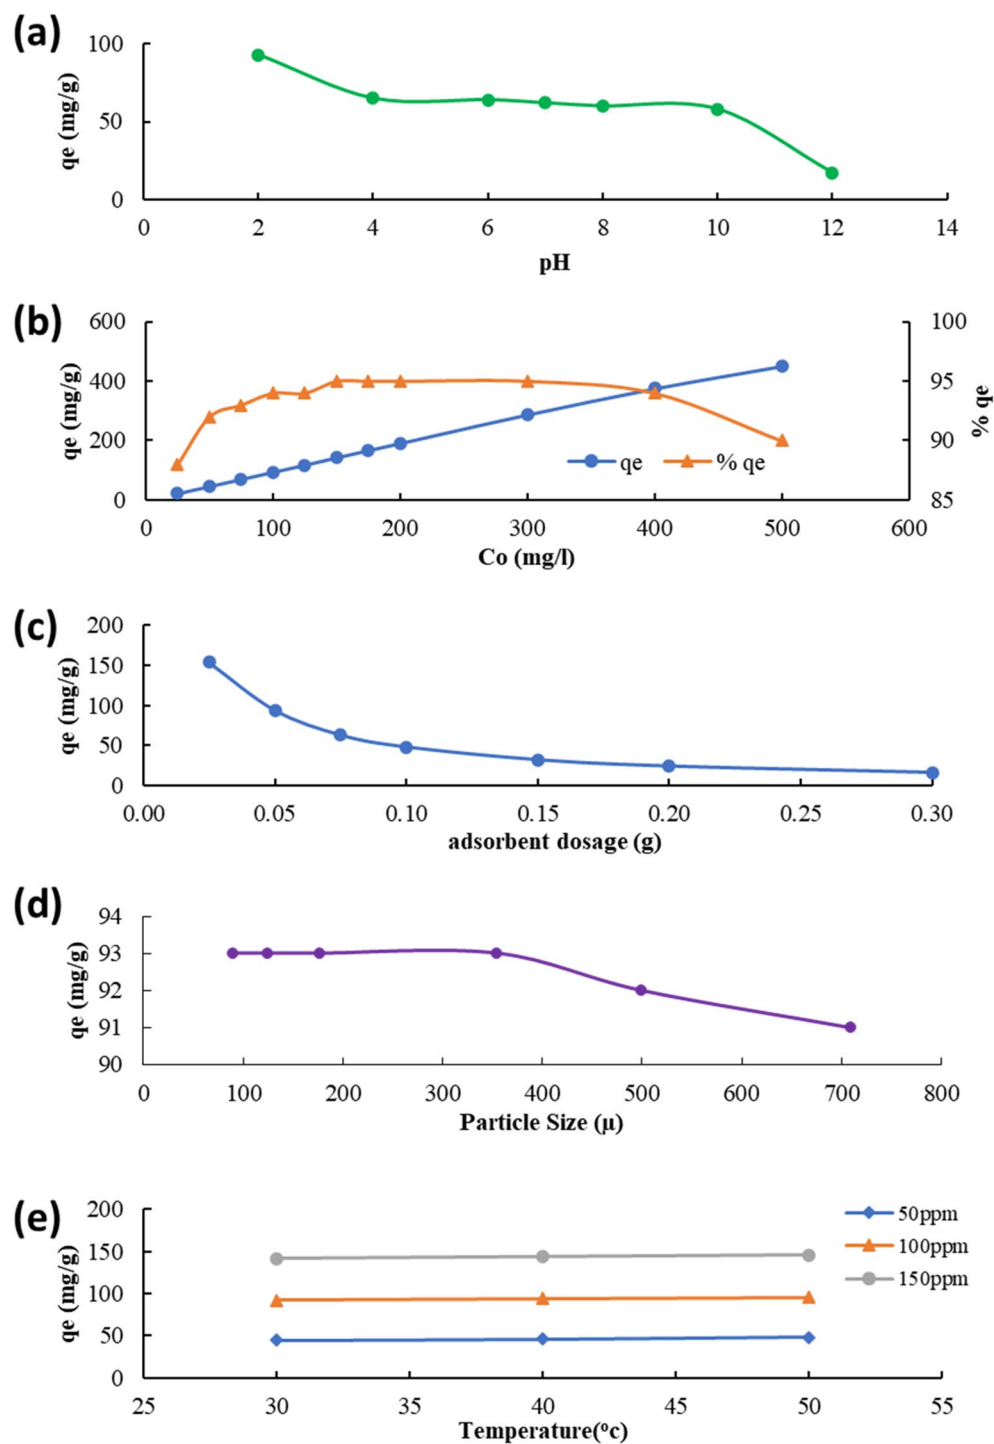 (a)
100
50
0
qe (mg/g)
0 2 4 6 8 10 12 14
pH
(b)
600
400
200
0
qe (mg/g)
100
95
90
85
% qe
qe % qe
0 100 200 300 400 500 600
Co (mg/l)
(c)
200
150
100
50
0
qe (mg/g)
0.00 0.05 0.10 0.15 0.20 0.25 0.30
adsorbent dosage (g)
(d)
94
93
92
91
90
qe (mg/g)
0 100 200 300 400 500 600 700 800
Particle Size (μ)
(e)
200
150
100
50
0
qe (mg/g)
50ppm
100ppm
150ppm
25 30 35 40 45 50 55
Temperature(ᵒc)